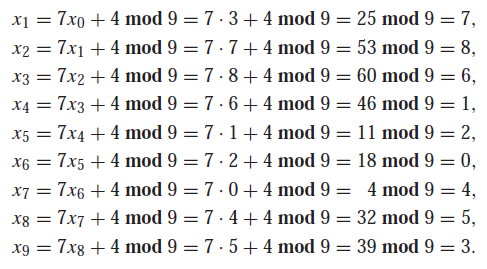 x₁ = 7x₀ + 4 mod 9 = 7 · 3 + 4 mod 9 = 25 mod 9 = 7,
x₂ = 7x₁ + 4 mod 9 = 7 · 7 + 4 mod 9 = 53 mod 9 = 8,
x₃ = 7x₂ + 4 mod 9 = 7 · 8 + 4 mod 9 = 60 mod 9 = 6,
x₄ = 7x₃ + 4 mod 9 = 7 · 6 + 4 mod 9 = 46 mod 9 = 1,
x₅ = 7x₄ + 4 mod 9 = 7 · 1 + 4 mod 9 = 11 mod 9 = 2,
x₆ = 7x₅ + 4 mod 9 = 7 · 2 + 4 mod 9 = 18 mod 9 = 0,
x₇ = 7x₆ + 4 mod 9 = 7 · 0 + 4 mod 9 = 4 mod 9 = 4,
x₈ = 7x₇ + 4 mod 9 = 7 · 4 + 4 mod 9 = 32 mod 9 = 5,
x₉ = 7x₈ + 4 mod 9 = 7 · 5 + 4 mod 9 = 39 mod 9 = 3.